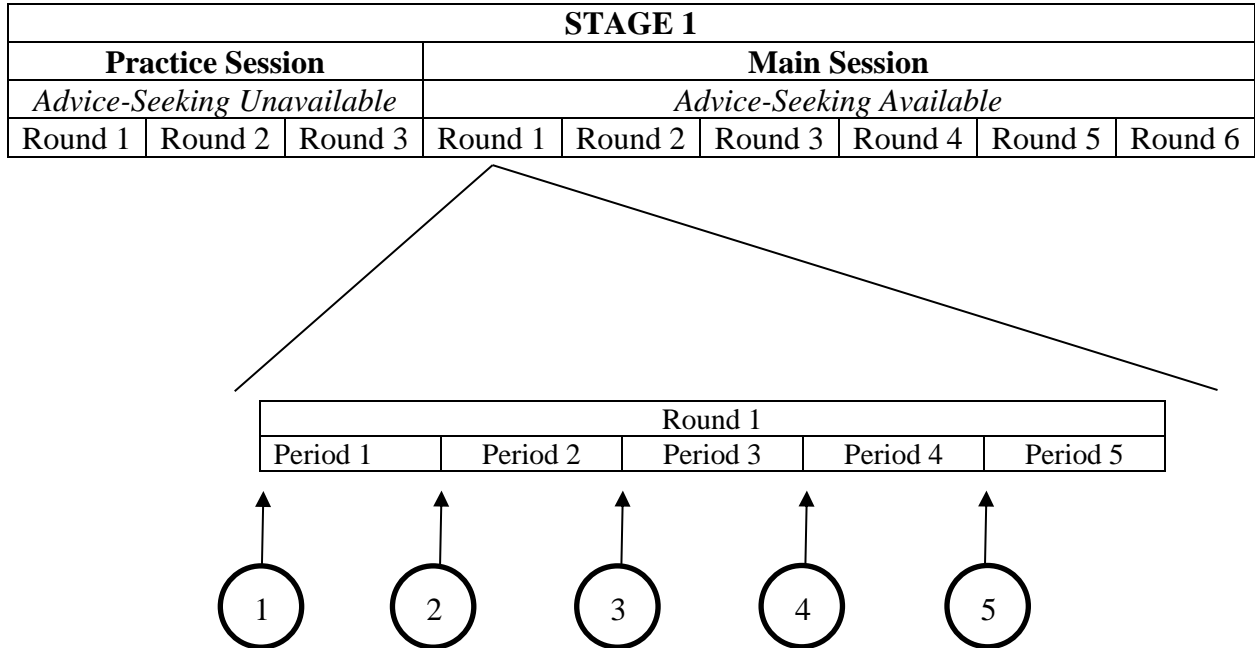 STAGE 1
Practice Session Main Session
Advice-Seeking Unavailable Advice-Seeking Available
Round 1 Round 2 Round 3 Round 1 Round 2 Round 3 Round 4 Round 5 Round 6
Round 1
Period 1 Period 2 Period 3 Period 4 Period 5
1 2 3 4 5